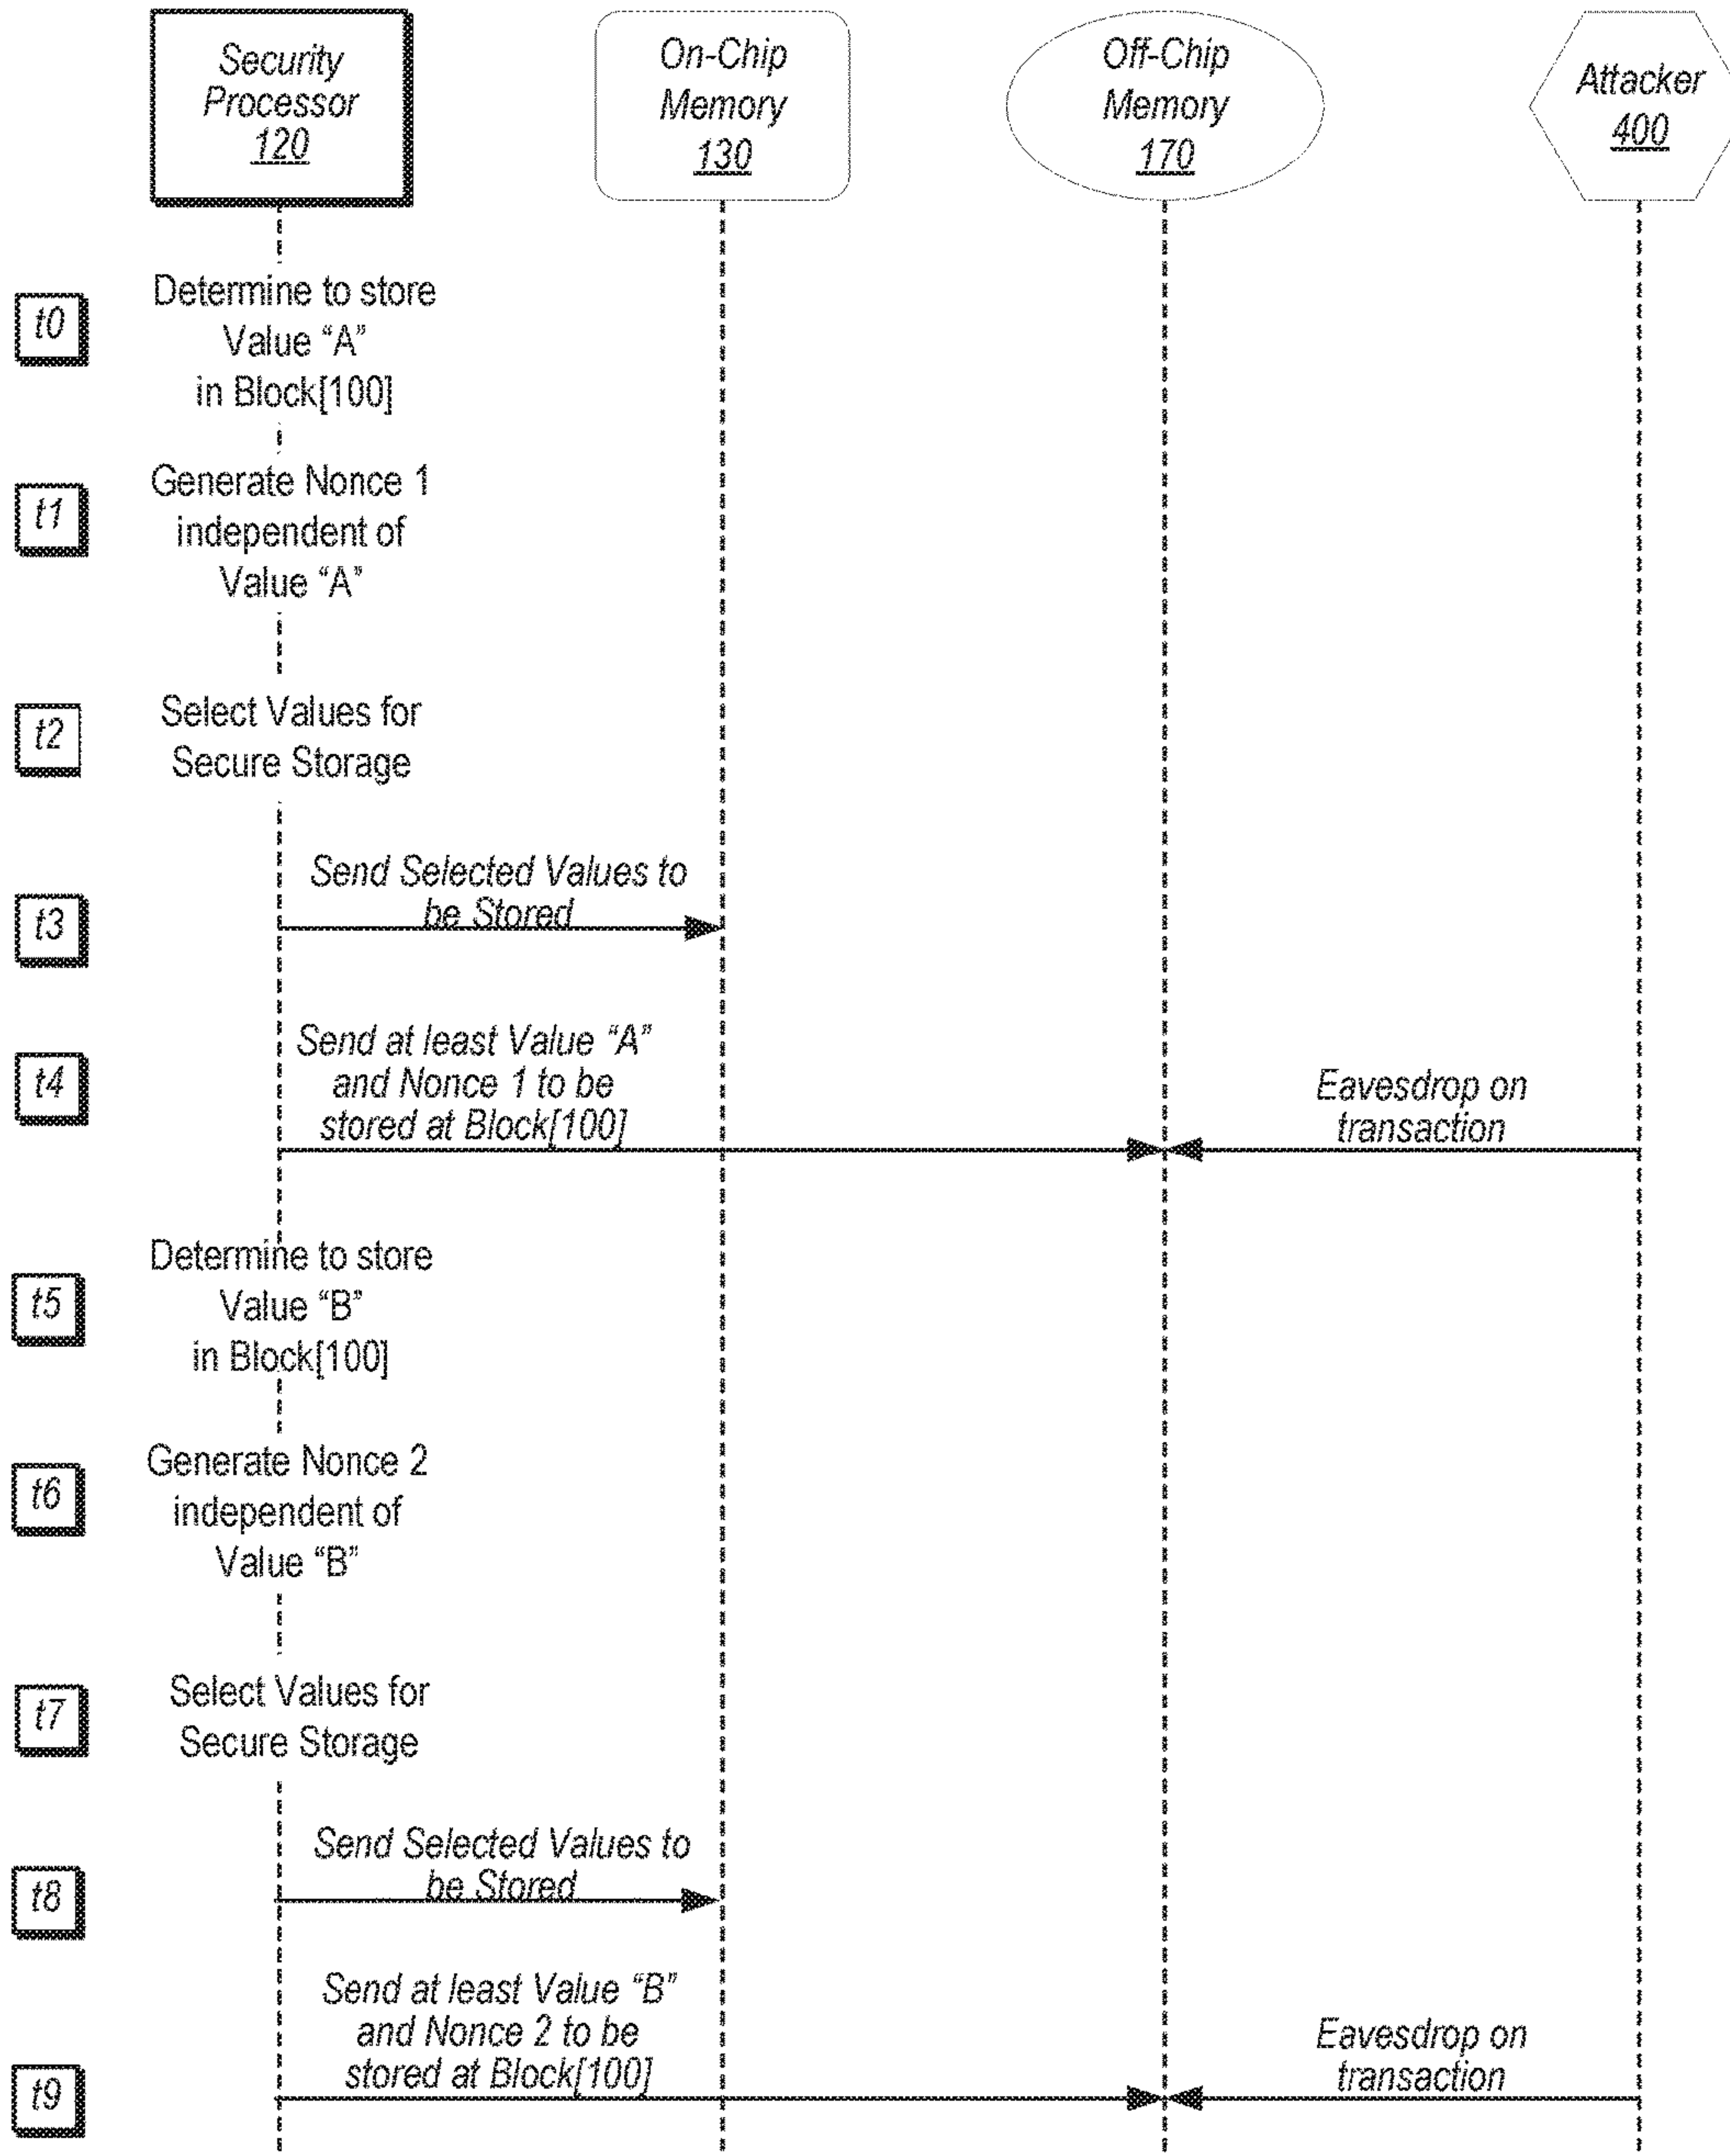 Security
Processor
120
On-Chip
Memory
130
Off-Chip
Memory
170
Attacker
400
t0
Determine to store
Value “A”
in Block[100]
t1
Generate Nonce 1
independent of
Value “A”
t2
Select Values for
Secure Storage
t3
Send Selected Values to
be Stored
t4
Send at least Value “A”
and Nonce 1 to be
stored at Block[100]
Eavesdrop on
transaction
t5
Determine to store
Value “B”
in Block[100]
t6
Generate Nonce 2
independent of
Value “B”
t7
Select Values for
Secure Storage
t8
Send Selected Values to
be Stored
t9
Send at least Value “B”
and Nonce 2 to be
stored at Block[100]
Eavesdrop on
transaction